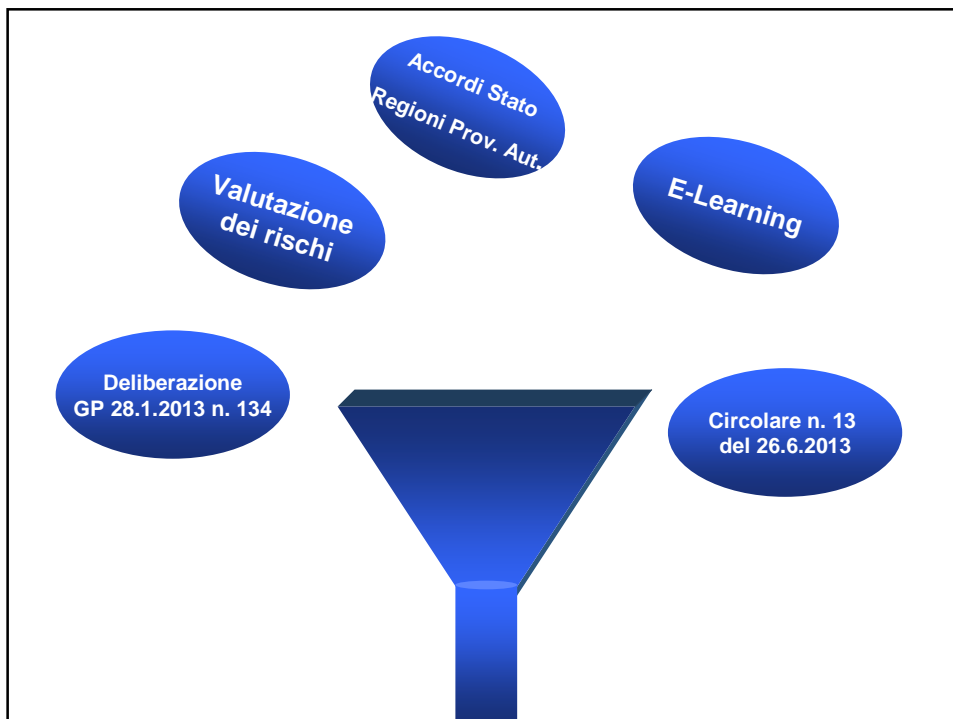 Accordi Stato
Regioni Prov. Aut.
Valutazione
dei rischi
E-Learning
Deliberazione
GP 28.1.2013 n. 134
Circolare n. 13
del 26.6.2013